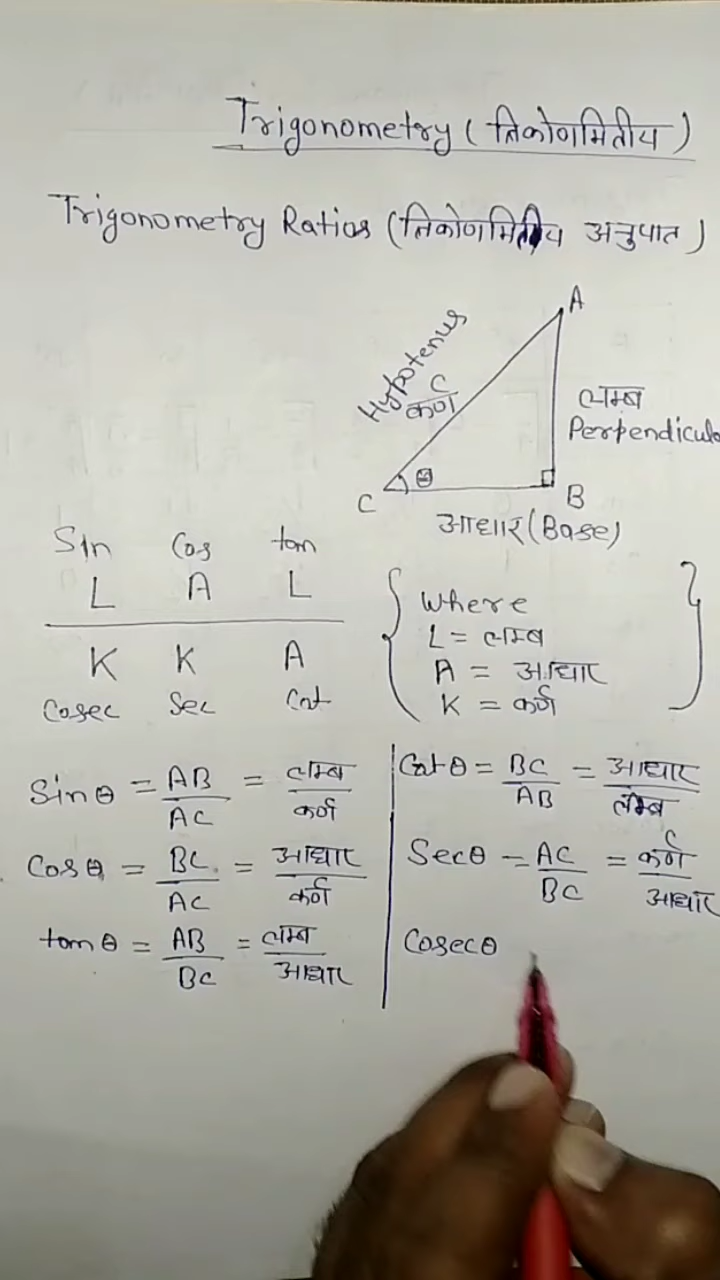 Trigonometry (त्रिकोणमितीय)
Trigonometry Ratios (त्रिकोणमितीय अनुपात)
A
Hypotenus
कर्ण
लम्ब
Perpendicula
C
θ
B
आधार (Base)
Sin Cos tan
L A L
K K A
Cosec Sec Cot
{ Where }
L = लम्ब
A = आधार
K = कर्ण
Sinθ = AB/AC = लम्ब/कर्ण
Cosθ = BC/AC = आधार/कर्ण
tanθ = AB/BC = लम्ब/आधार
Cotθ = BC/AB = आधार/लम्ब
Secθ = AC/BC = कर्ण/आधार
Cosecθ